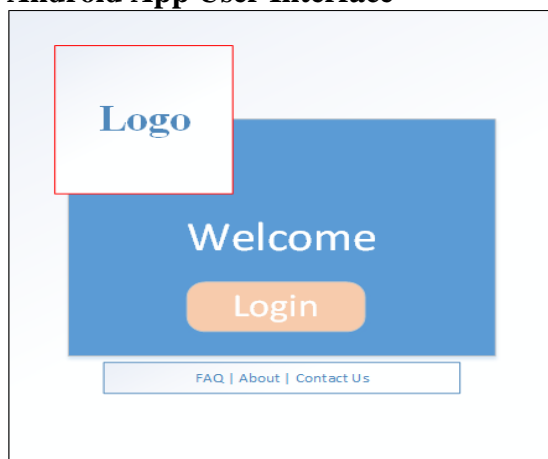 Android App User Interface
Logo
Welcome
Login
FAQ | About | Contact Us